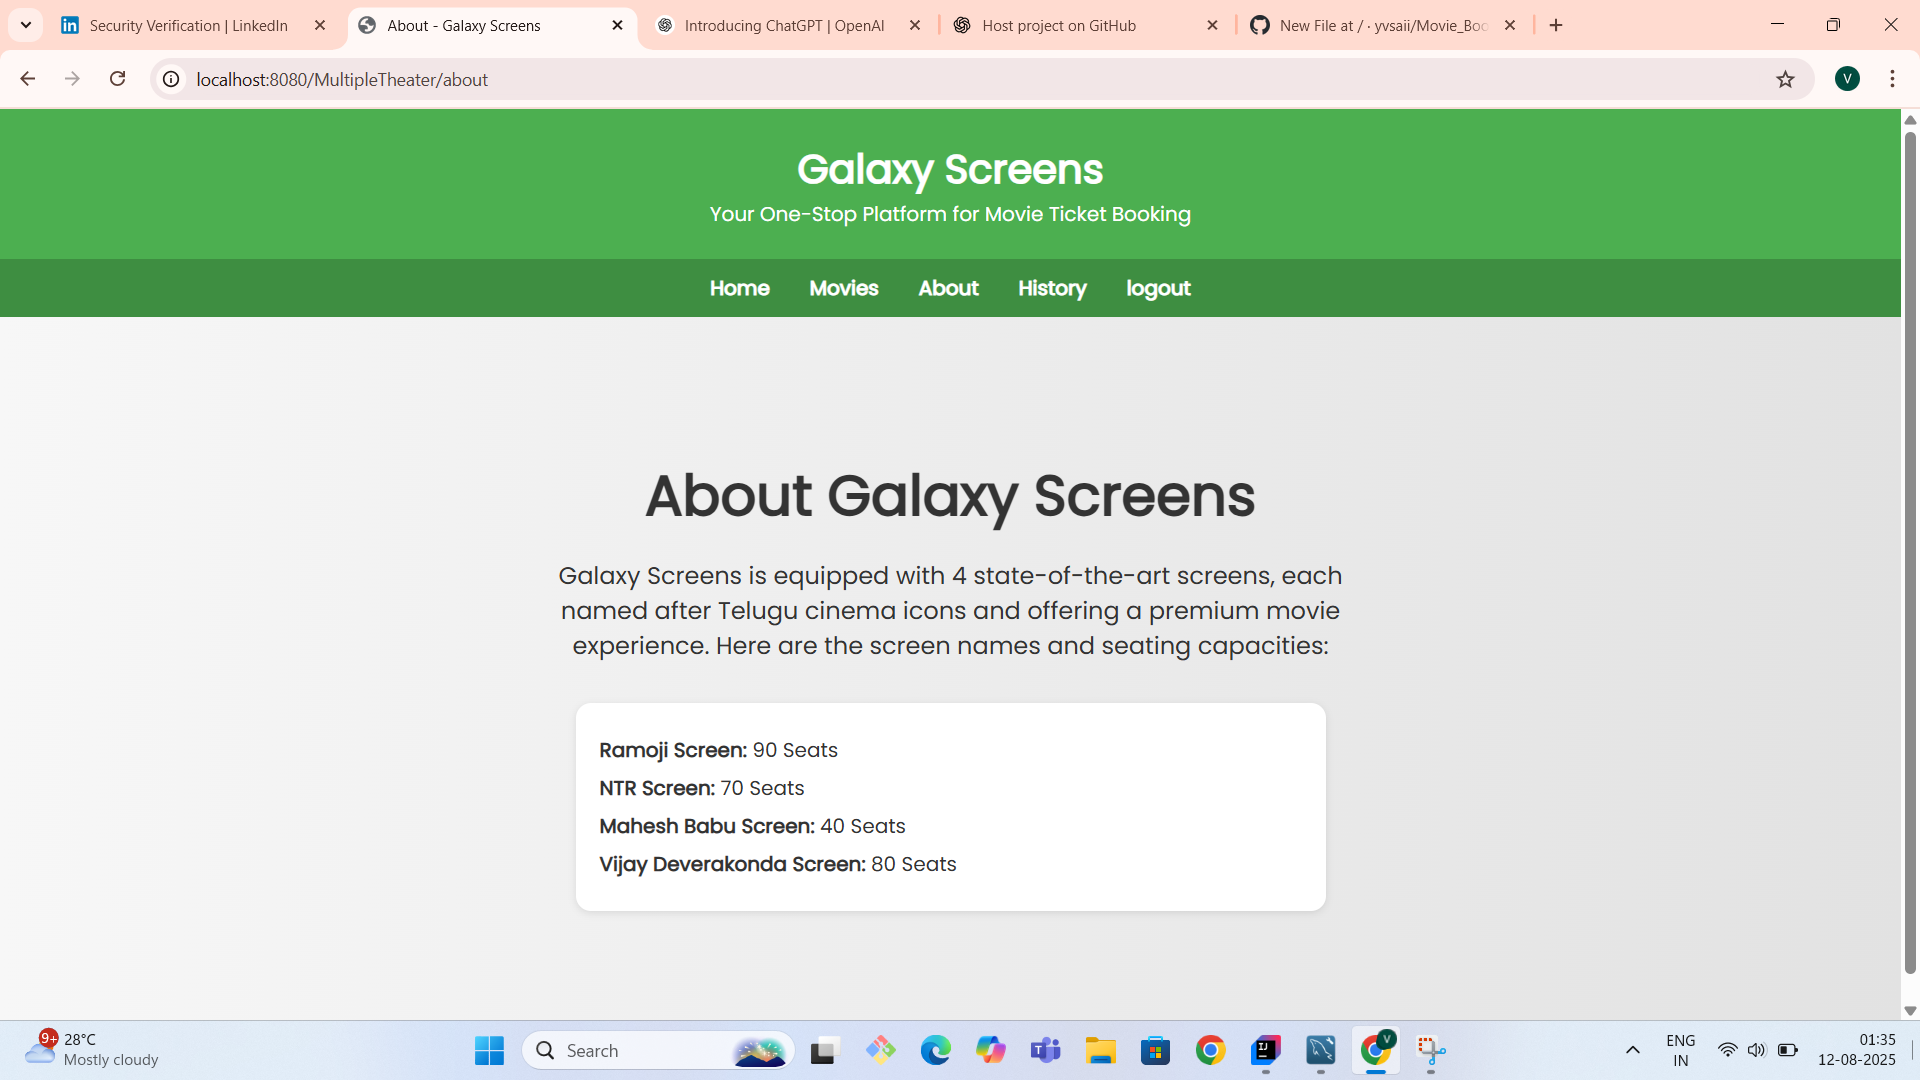 Security Verification | LinkedIn
About - Galaxy Screens
Introducing ChatGPT | OpenAI
Host project on GitHub
New File at / · yvsaii/Movie_Boo
localhost:8080/MultipleTheater/about
V
Galaxy Screens
Your One-Stop Platform for Movie Ticket Booking
Home Movies About History logout
About Galaxy Screens
Galaxy Screens is equipped with 4 state-of-the-art screens, each
named after Telugu cinema icons and offering a premium movie
experience. Here are the screen names and seating capacities:
Ramoji Screen: 90 Seats
NTR Screen: 70 Seats
Mahesh Babu Screen: 40 Seats
Vijay Deverakonda Screen: 80 Seats
9+
28°C
Mostly cloudy
Search
V
ENG
IN
01:35
12-08-2025